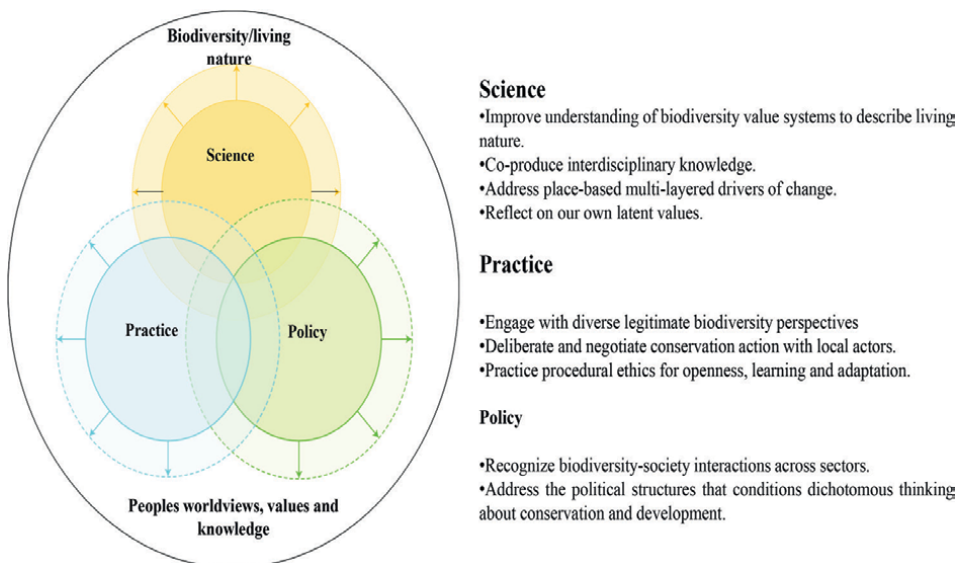 Biodiversity/living
nature
Science
Practice
Policy
Peoples worldviews, values and
knowledge
Science
•Improve understanding of biodiversity value systems to describe living
nature.
•Co-produce interdisciplinary knowledge.
•Address place-based multi-layered drivers of change.
•Reflect on our own latent values.
Practice
•Engage with diverse legitimate biodiversity perspectives
•Deliberate and negotiate conservation action with local actors.
•Practice procedural ethics for openness, learning and adaptation.
Policy
•Recognize biodiversity-society interactions across sectors.
•Address the political structures that conditions dichotomous thinking
about conservation and development.